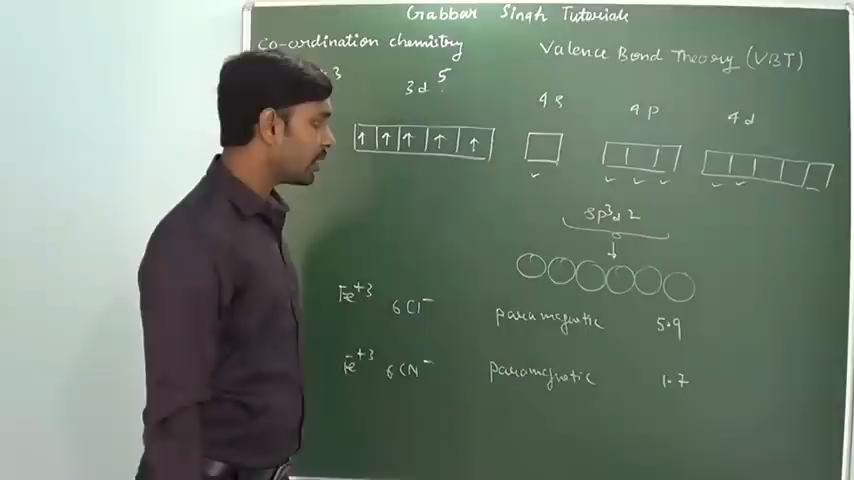 Gabbar Singh Tutorials
co-ordination chemistry
Valence Bond Theory (VBT)
3
3d 5
4s
4p
4d
sp3d2
Fe+3 6Cl− paramagnetic 5.9
Fe+3 6CN− paramagnetic 1.7